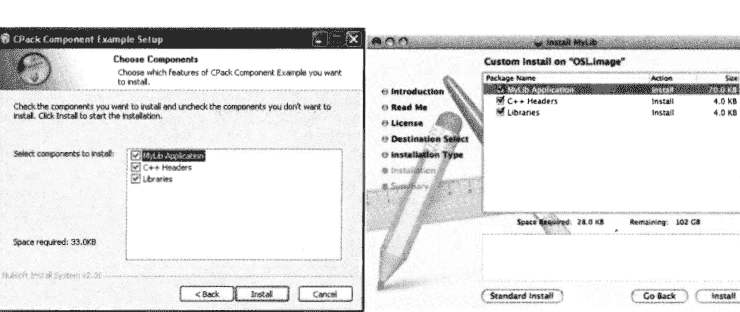 CPack Component Example Setup
Choose Components
Choose which features of CPack Component Example you want
to install.
Check the components you want to install and uncheck the components you don't want to
install. Click Install to start the installation.
Select components to install:
MyLib Application
C++ Headers
Libraries
Space required: 33.0KB
Nullsoft Install System v2.
< Back
Install
Cancel
Install MyLib
Custom Install on "OSL.image"
Introduction
Read Me
License
Destination Select
Installation Type
Installation
Summary
Package Name Action Size
MyLib Application Install 20.0 KB
C++ Headers Install 4.0 KB
Libraries Install 4.0 KB
Space Required: 28.0 KB Remaining: 102 GB
Standard Install
Go Back
Install